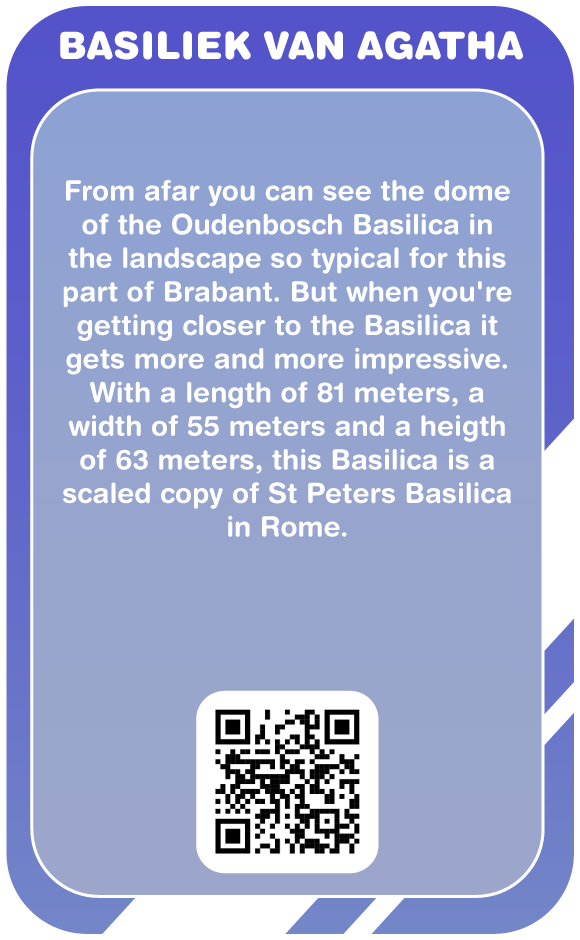 BASILIEK VAN AGATHA
From afar you can see the dome
of the Oudenbosch Basilica in
the landscape so typical for this
part of Brabant. But when you're
getting closer to the Basilica it
gets more and more impressive.
With a length of 81 meters, a
width of 55 meters and a heigth
of 63 meters, this Basilica is a
scaled copy of St Peters Basilica
in Rome.